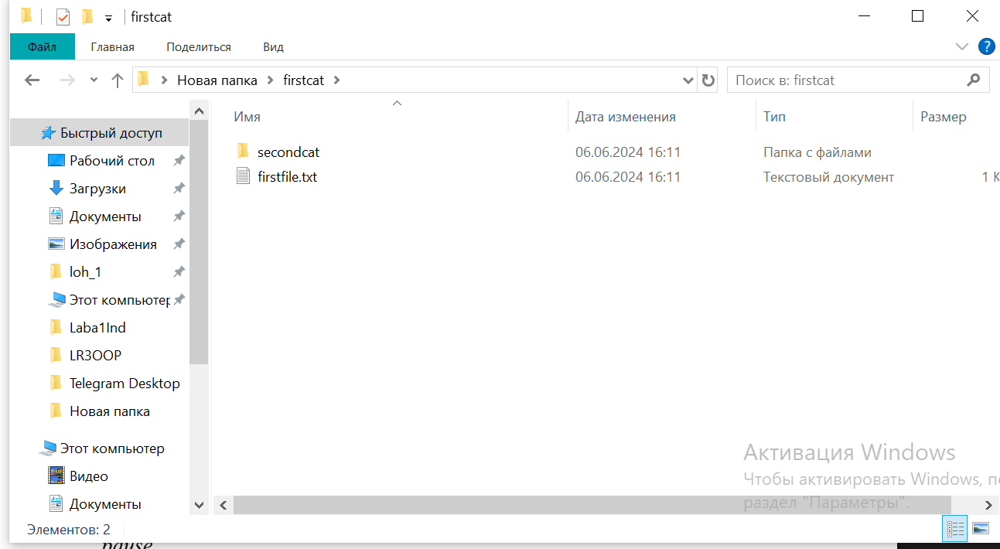 firstcat
Файл Главная Поделиться Вид
Новая папка firstcat Поиск в: firstcat
Имя Дата изменения Тип Размер
Быстрый доступ
secondcat 06.06.2024 16:11 Папка с файлами
Рабочий стол
firstfile.txt 06.06.2024 16:11 Текстовый документ 1
Загрузки
Документы
Изображения
loh_1
Этот компьютер
Laba1Ind
LR3OOP
Telegram Desktop
Новая папка
Этот компьютер
Видео
Документы
Активация Windows
Чтобы активировать Windows,
раздел "Параметры".
Элементов: 2
pause